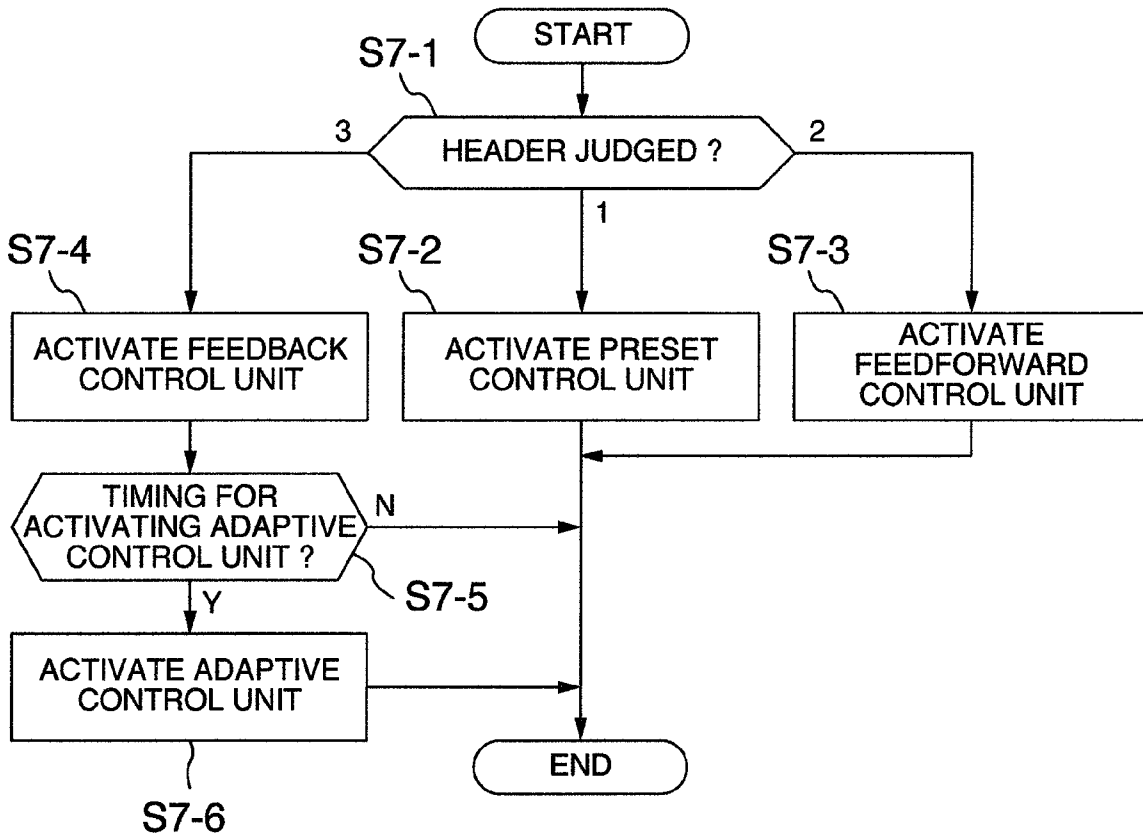 START
S7-1
3
HEADER JUDGED ?
2
1
S7-4
S7-2
S7-3
ACTIVATE FEEDBACK
CONTROL UNIT
ACTIVATE PRESET
CONTROL UNIT
ACTIVATE
FEEDFORWARD
CONTROL UNIT
TIMING FOR
ACTIVATING ADAPTIVE
CONTROL UNIT ?
N
S7-5
Y
ACTIVATE ADAPTIVE
CONTROL UNIT
S7-6
END